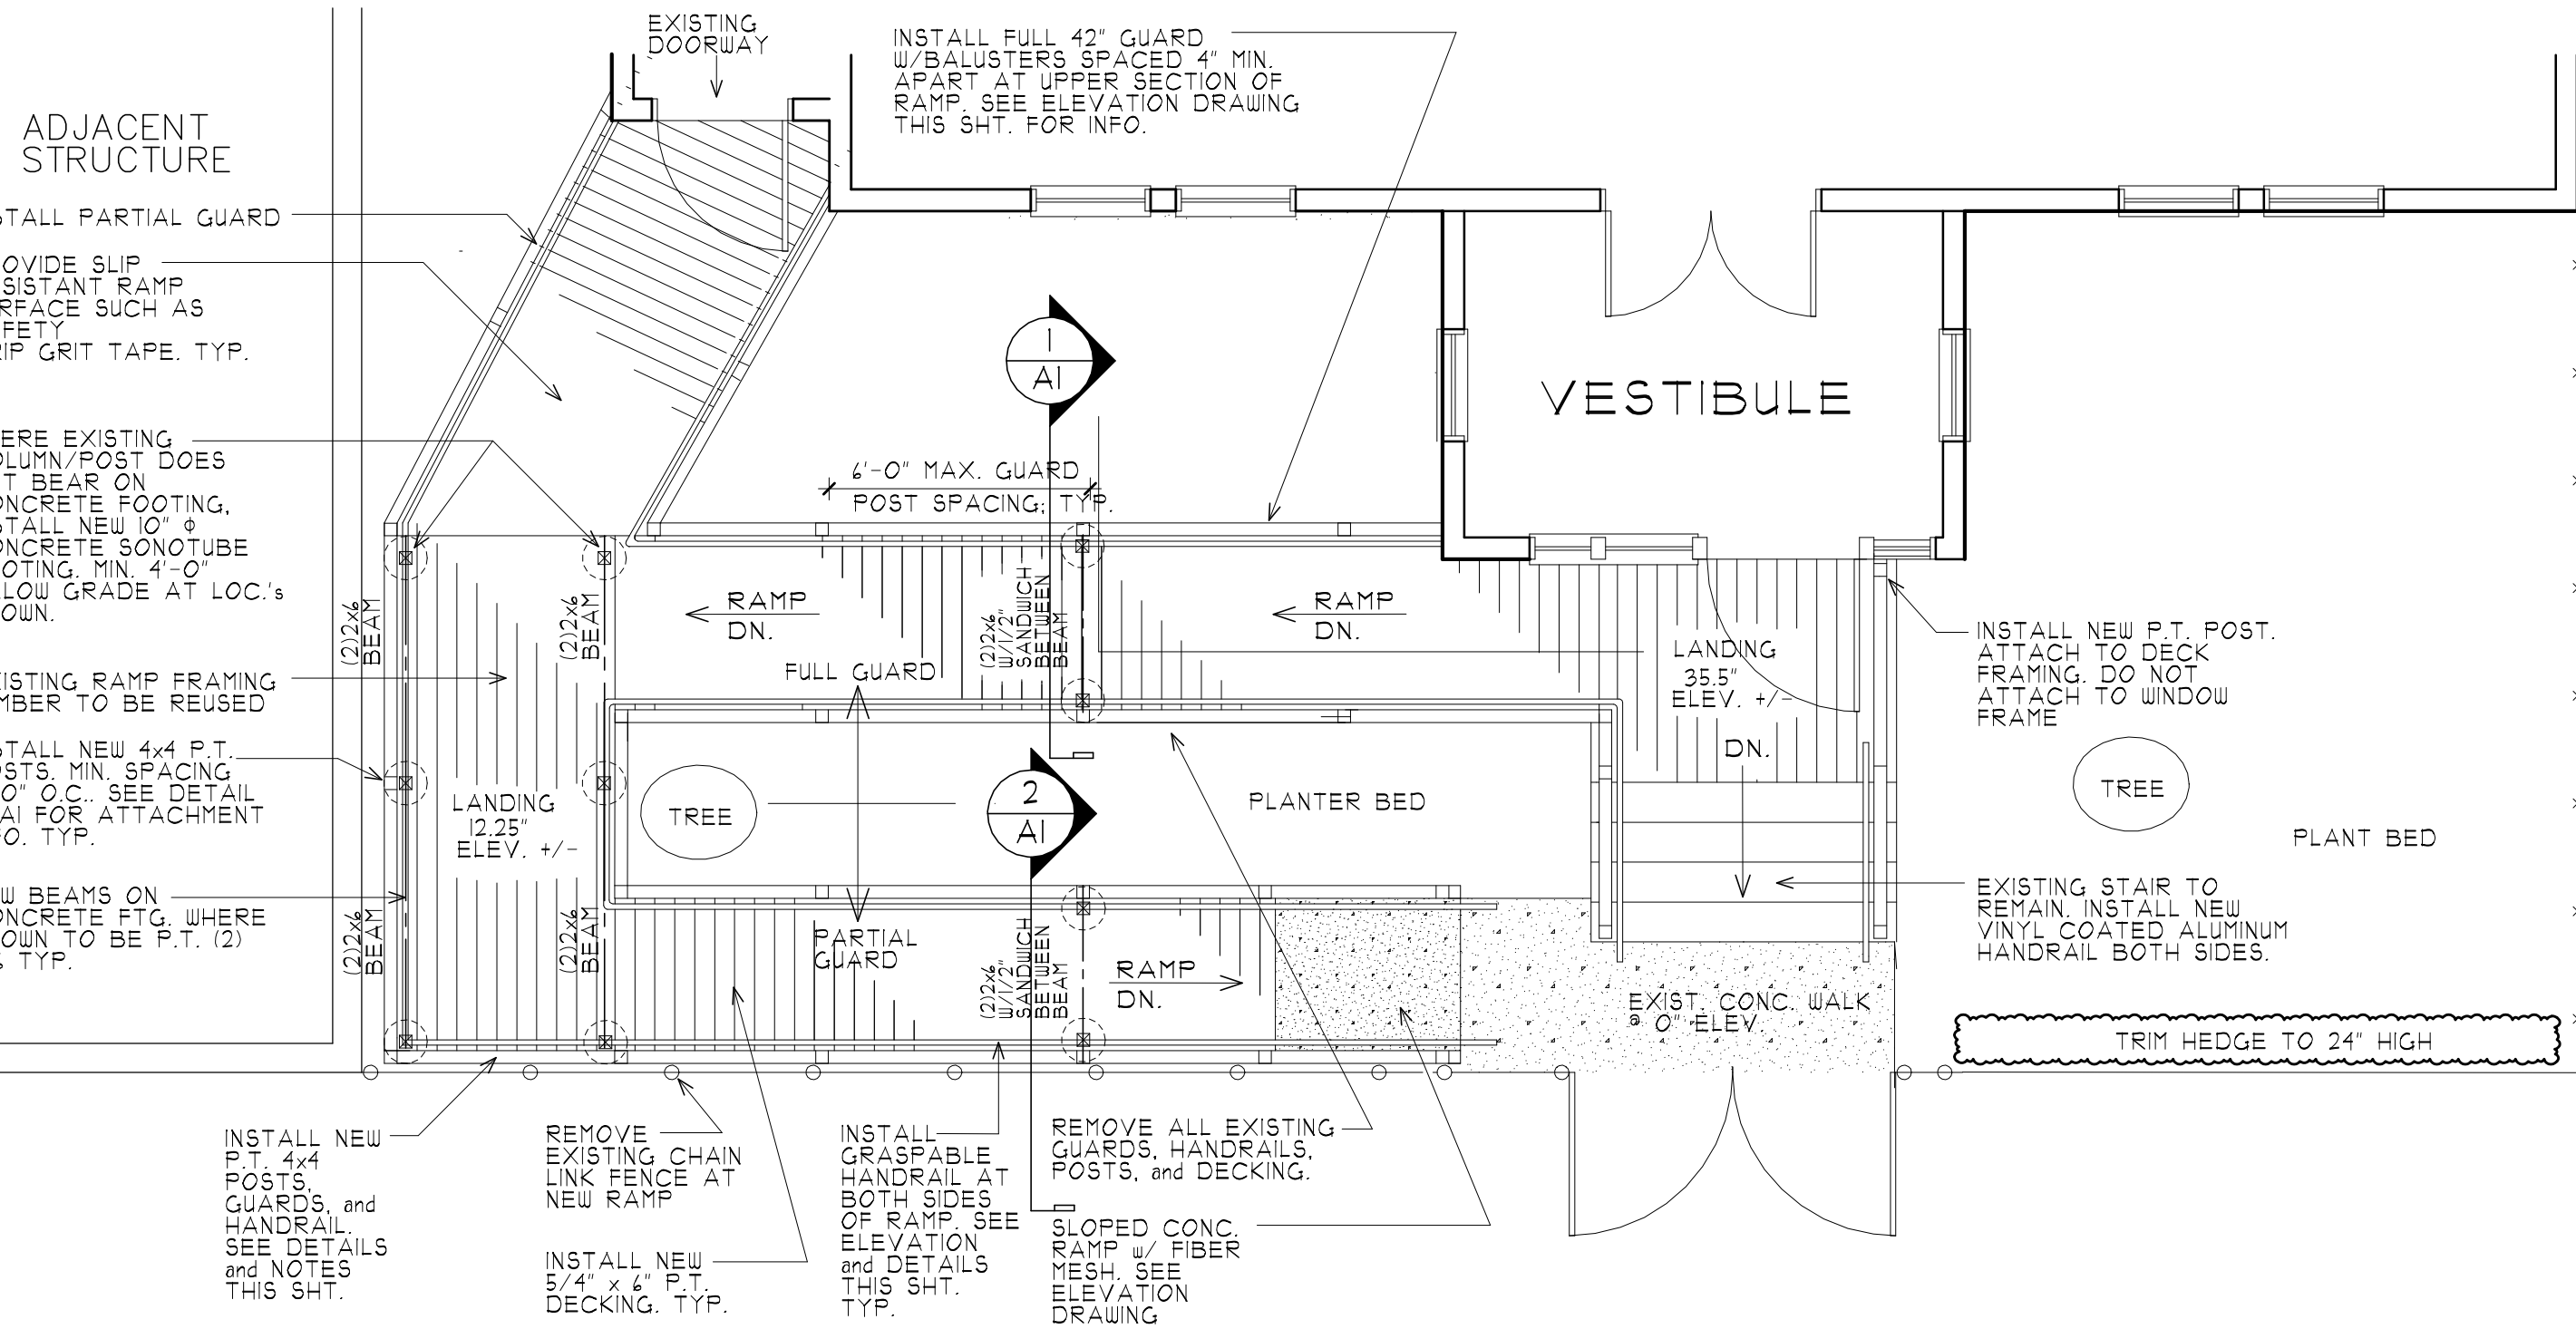 EXISTING
DOORWAY
INSTALL FULL 42" GUARD
W/BALUSTERS SPACED 4" MIN.
APART AT UPPER SECTION OF
RAMP. SEE ELEVATION DRAWING
THIS SHT. FOR INFO.
ADJACENT
STRUCTURE
STALL PARTIAL GUARD
OVIDE SLIP
SISTANT RAMP
RFACE SUCH AS
FETY
RIP GRIT TAPE. TYP.
ERE EXISTING
OLUMN/POST DOES
T BEAR ON
ONCRETE FOOTING,
STALL NEW 10" Φ
ONCRETE SONOTUBE
OTING. MIN. 4'-0"
LOW GRADE AT LOC.'s
OWN.
ISTING RAMP FRAMING
MBER TO BE REUSED
STALL NEW 4x4 P.T.
STS. MIN. SPACING
0" O.C.. SEE DETAIL
A1 FOR ATTACHMENT
FO. TYP.
W BEAMS ON
ONCRETE FTG. WHERE
OWN TO BE P.T. (2)
TYP.
1
A1
6'-0" MAX. GUARD
POST SPACING; TYP.
VESTIBULE
(2)2x6
BEAM
(2)2x6
BEAM
RAMP
DN.
(2)2x6
W/1/2"
SANDWICH
BETWEEN
BEAM
RAMP
DN.
LANDING
35.5"
ELEV. +/-
DN.
FULL GUARD
INSTALL NEW P.T. POST.
ATTACH TO DECK
FRAMING. DO NOT
ATTACH TO WINDOW
FRAME
TREE
PLANT BED
LANDING
12.25"
ELEV. +/-
TREE
2
A1
PLANTER BED
EXISTING STAIR TO
REMAIN. INSTALL NEW
VINYL COATED ALUMINUM
HANDRAIL BOTH SIDES.
(2)2x6
BEAM
(2)2x6
BEAM
PARTIAL
GUARD
(2)2x6
W/1/2"
SANDWICH
BETWEEN
BEAM
RAMP
DN.
EXIST. CONC. WALK
@ 0" ELEV.
TRIM HEDGE TO 24" HIGH
INSTALL NEW
P.T. 4x4
POSTS,
GUARDS, and
HANDRAIL.
SEE DETAILS
and NOTES
THIS SHT.
REMOVE
EXISTING CHAIN
LINK FENCE AT
NEW RAMP
INSTALL NEW
5/4" x 6" P.T.
DECKING. TYP.
INSTALL
GRASPABLE
HANDRAIL AT
BOTH SIDES
OF RAMP. SEE
ELEVATION
and DETAILS
THIS SHT.
TYP.
REMOVE ALL EXISTING
GUARDS, HANDRAILS,
POSTS, and DECKING.
SLOPED CONC.
RAMP w/ FIBER
MESH. SEE
ELEVATION
DRAWING